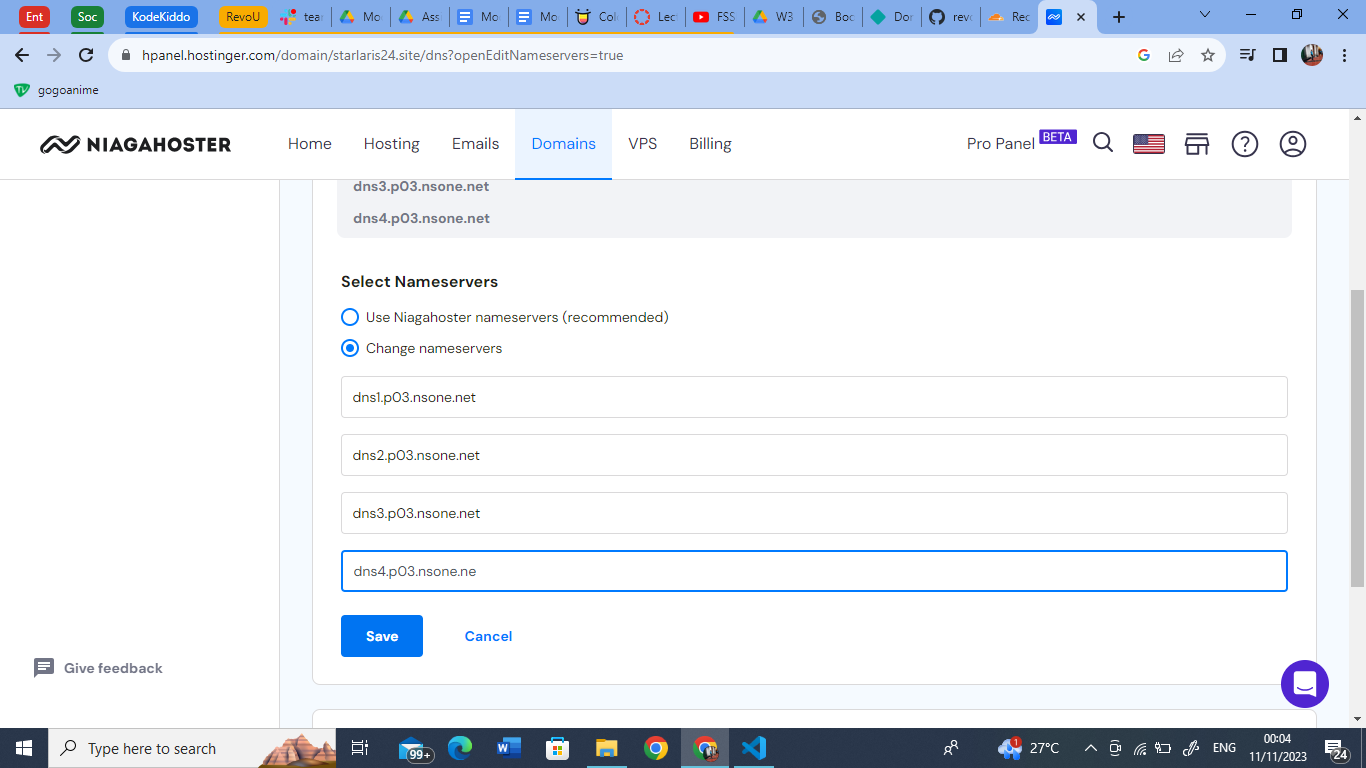 Ent Soc KodeKiddo RevoU tear Mo Ass Mo Mo Col Lec FSS W3 Boc Dor revo Rec
hpanel.hostinger.com/domain/starlaris24.site/dns?openEditNameservers=true
gogoanime
NIAGAHOSTER Home Hosting Emails Domains VPS Billing Pro Panel BETA
dns3.p03.nsone.net
dns4.p03.nsone.net
Select Nameservers
Use Niagahoster nameservers (recommended)
Change nameservers
dns1.p03.nsone.net
dns2.p03.nsone.net
dns3.p03.nsone.net
dns4.p03.nsone.ne
Save Cancel
Give feedback
Type here to search 99+ 1 27°C ENG 00:04
11/11/2023 24